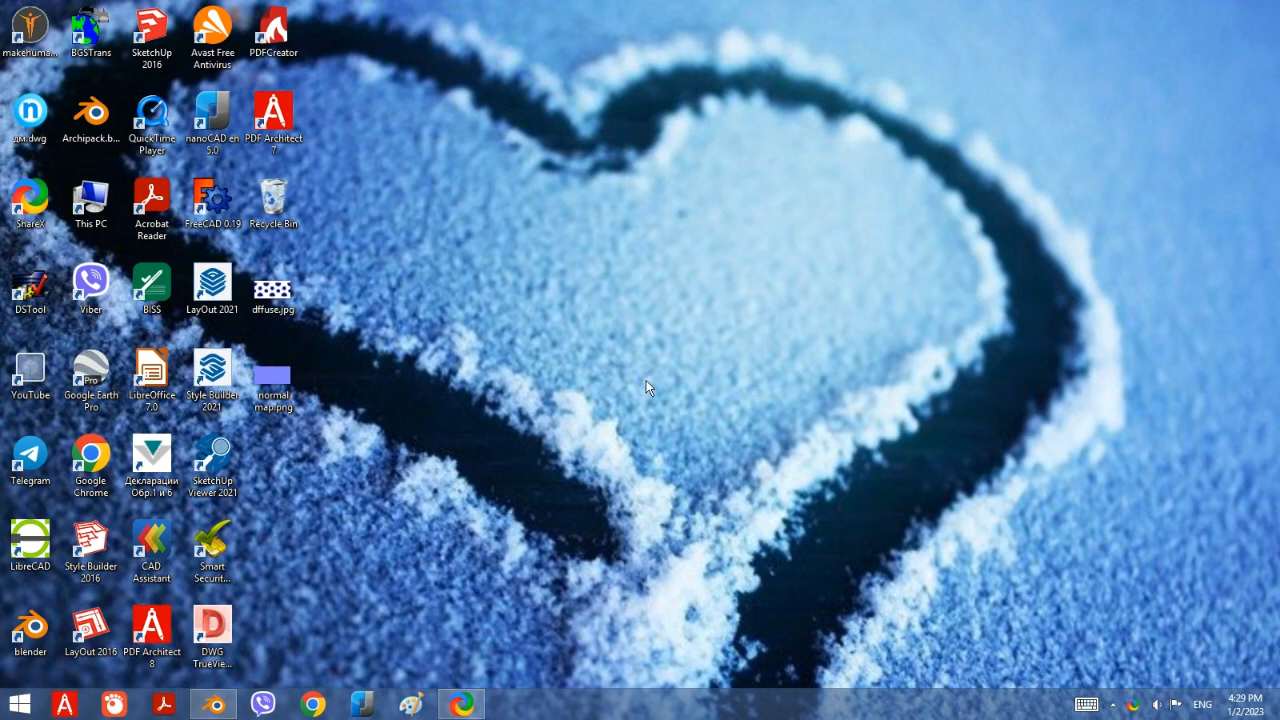 makehuma...
BGSTrans
SketchUp
2016
Avast Free
Antivirus
PDFCreator
дм.dwg
Archipack.b...
QuickTime
Player
nanoCAD en
5.0
PDF Architect
7
ShareX
This PC
Acrobat
Reader
FreeCAD 0.19
Recycle Bin
DSTool
Viber
BISS
LayOut 2021
dffuse.jpg
YouTube
Pro
Google Earth
Pro
LibreOffice
7.0
Style Builder
2021
normal
map.png
Telegram
Google
Chrome
Декларации
Обр.1 и 6
SketchUp
Viewer 2021
LibreCAD
Style Builder
2016
CAD
Assistant
Smart
Securit...
blender
LayOut 2016
PDF Architect
8
DWG
TrueVie...
ENG
4:29 PM
1/2/2023